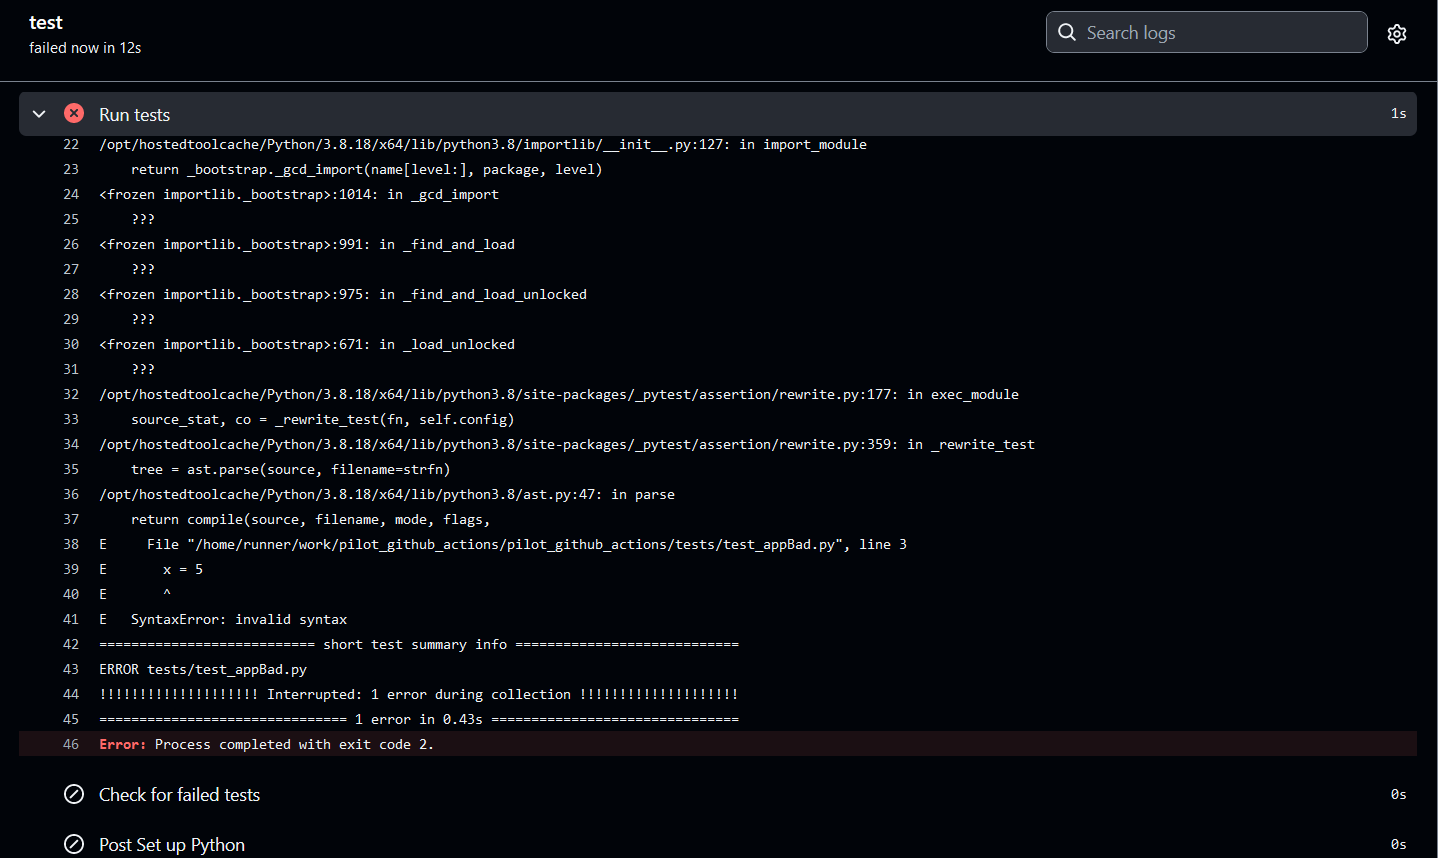 test
failed now in 12s
Search logs
Run tests 1s
22 /opt/hostedtoolcache/Python/3.8.18/x64/lib/python3.8/importlib/__init__.py:127: in import_module
23     return _bootstrap._gcd_import(name[level:], package, level)
24 <frozen importlib._bootstrap>:1014: in _gcd_import
25     ???
26 <frozen importlib._bootstrap>:991: in _find_and_load
27     ???
28 <frozen importlib._bootstrap>:975: in _find_and_load_unlocked
29     ???
30 <frozen importlib._bootstrap>:671: in _load_unlocked
31     ???
32 /opt/hostedtoolcache/Python/3.8.18/x64/lib/python3.8/site-packages/_pytest/assertion/rewrite.py:177: in exec_module
33     source_stat, co = _rewrite_test(fn, self.config)
34 /opt/hostedtoolcache/Python/3.8.18/x64/lib/python3.8/site-packages/_pytest/assertion/rewrite.py:359: in _rewrite_test
35     tree = ast.parse(source, filename=strfn)
36 /opt/hostedtoolcache/Python/3.8.18/x64/lib/python3.8/ast.py:47: in parse
37     return compile(source, filename, mode, flags,
38 E     File "/home/runner/work/pilot_github_actions/pilot_github_actions/tests/test_appBad.py", line 3
39 E       x = 5
40 E       ^
41 E   SyntaxError: invalid syntax
42 =========================== short test summary info ============================
43 ERROR tests/test_appBad.py
44 !!!!!!!!!!!!!!!!!!!! Interrupted: 1 error during collection !!!!!!!!!!!!!!!!!!!!
45 =============================== 1 error in 0.43s ===============================
46 Error: Process completed with exit code 2.
Check for failed tests 0s
Post Set up Python 0s